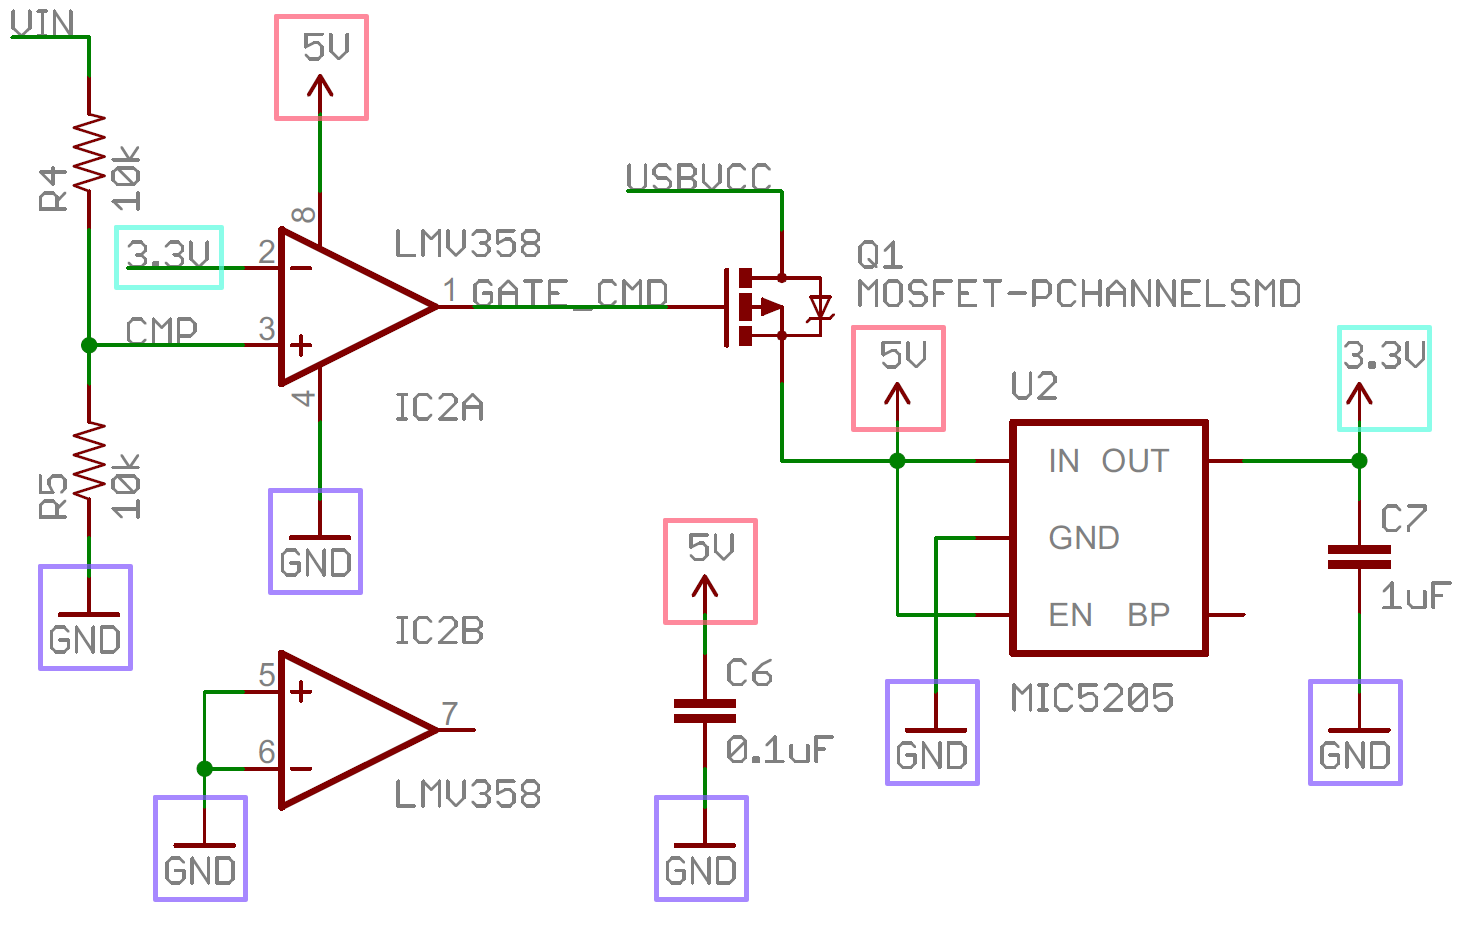 VIN
5V
R4
10k
8
USBVCC
3.3V
2
LMV358
1
GATE_CMD
Q1
MOSFET-PCHANNELSMD
CMP
3
4
IC2A
5V
3.3V
U2
IN OUT
GND
EN BP
MIC5205
C7
1uF
R5
10k
GND
GND
5V
C6
0.1uF
GND
GND
GND
IC2B
5
6
7
LMV358
GND